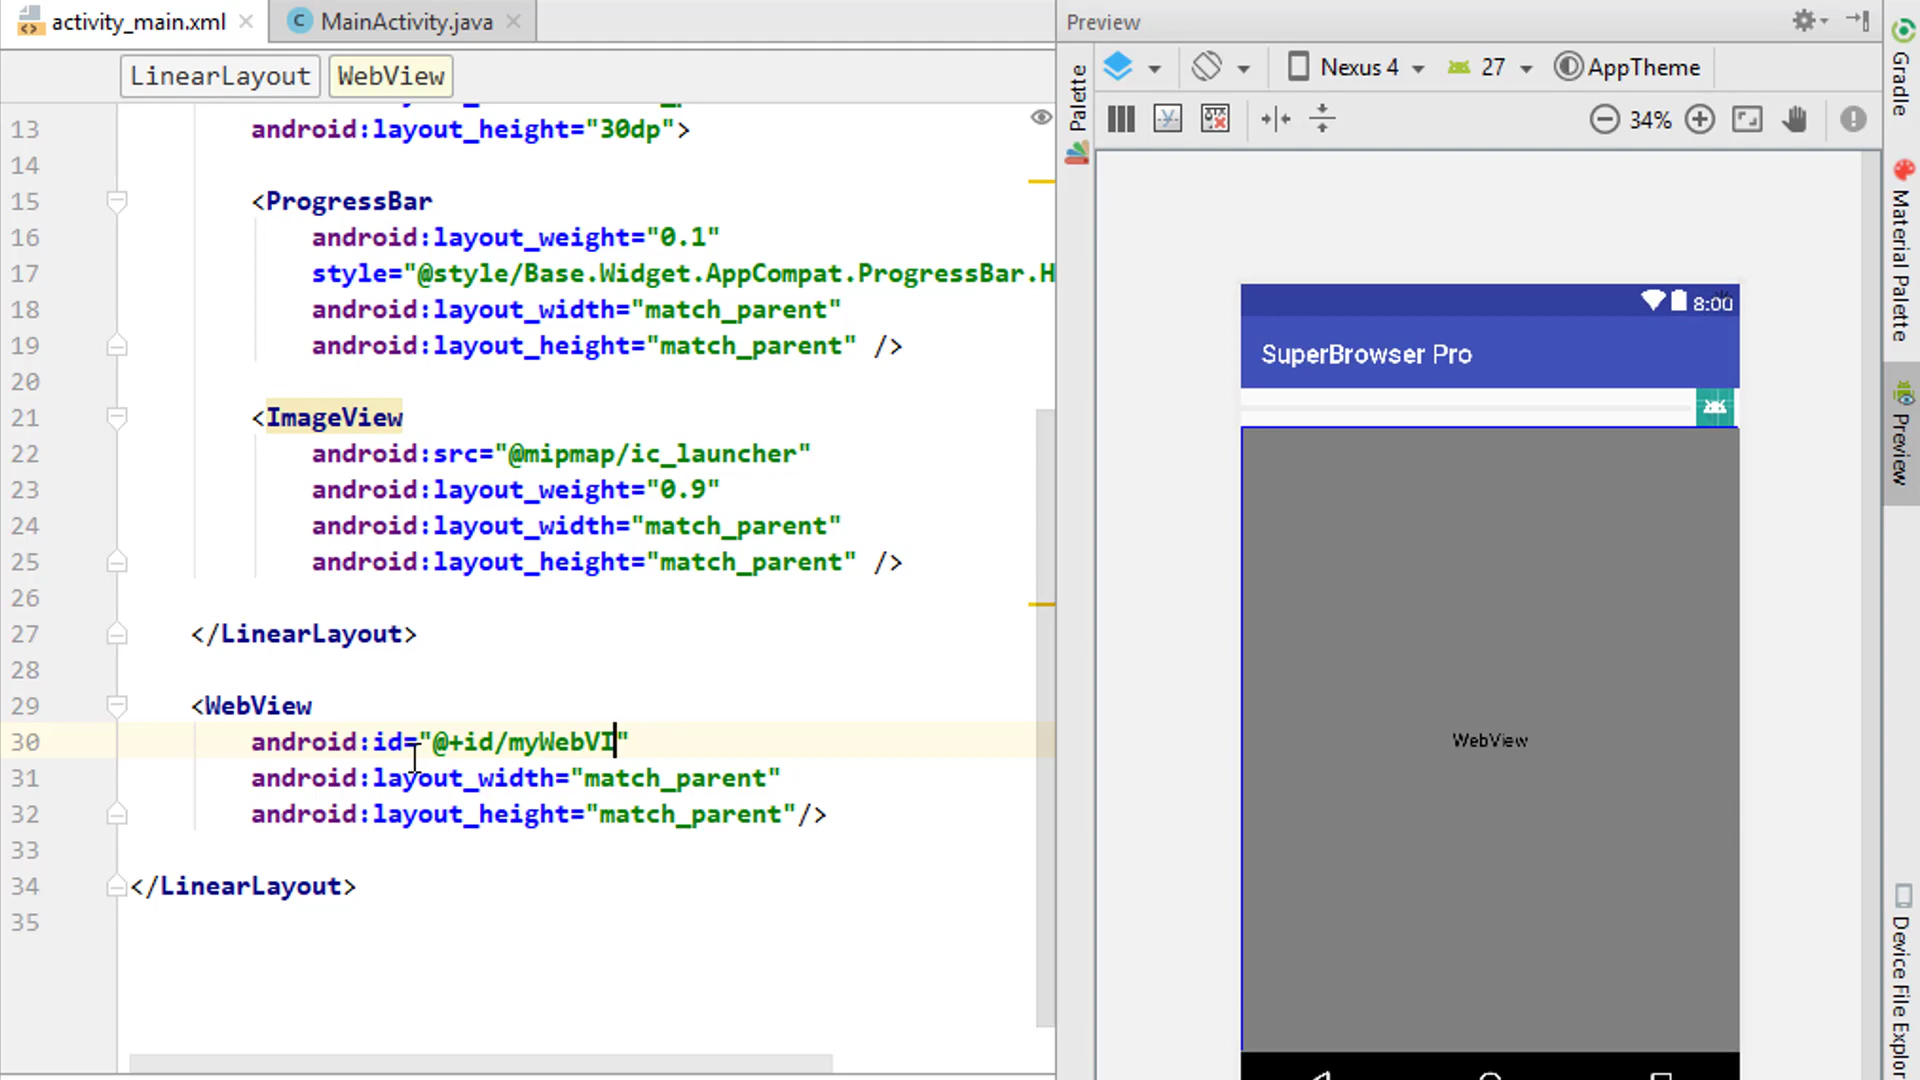 activity_main.xml
MainActivity.java
LinearLayout
WebView
13 android:layout_height="30dp">
14
15 <ProgressBar
16 android:layout_weight="0.1"
17 style="@style/Base.Widget.AppCompat.ProgressBar.H
18 android:layout_width="match_parent"
19 android:layout_height="match_parent" />
20
21 <ImageView
22 android:src="@mipmap/ic_launcher"
23 android:layout_weight="0.9"
24 android:layout_width="match_parent"
25 android:layout_height="match_parent" />
26
27 </LinearLayout>
28
29 <WebView
30 android:id="@+id/myWebVI"
31 android:layout_width="match_parent"
32 android:layout_height="match_parent"/>
33
34 </LinearLayout>
35
Preview
Palette
Nexus 4
27
AppTheme
34%
8:00
SuperBrowser Pro
WebView
Gradle
Material Palette
Preview
Device File Explor